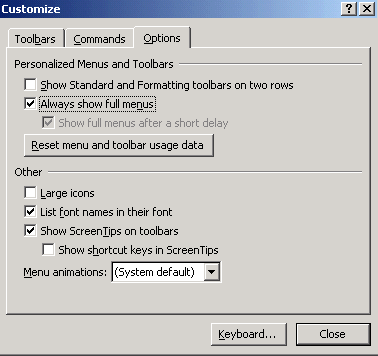 Customize
Toolbars Commands Options
Personalized Menus and Toolbars
Show Standard and Formatting toolbars on two rows
Always show full menus
Show full menus after a short delay
Reset menu and toolbar usage data
Other
Large icons
List font names in their font
Show ScreenTips on toolbars
Show shortcut keys in ScreenTips
Menu animations: (System default)
Keyboard... Close